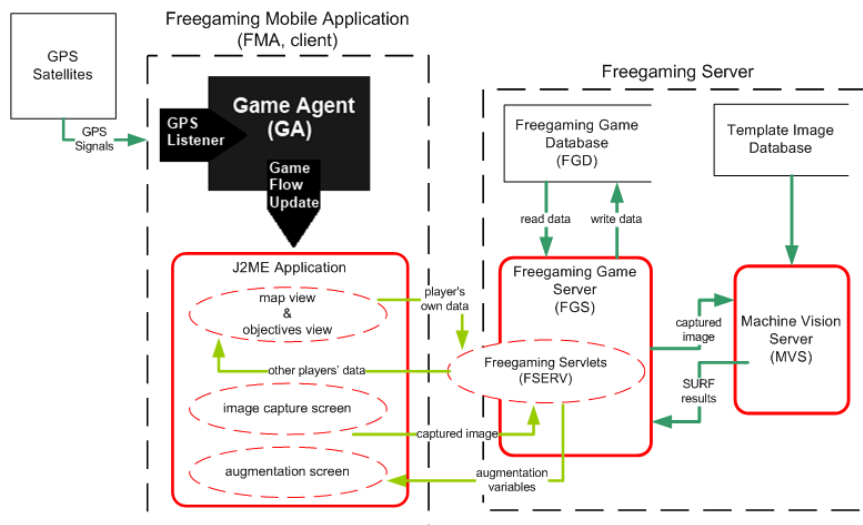 Freegaming Mobile Application
(FMA, client)
GPS
Satellites
GPS
Signals
GPS
Listener
Game Agent
(GA)
Game
Flow
Update
J2ME Application
map view
&
objectives view
image capture screen
augmentation screen
player's
own data
other players' data
captured image
augmentation
variables
Freegaming Server
Freegaming Game
Database
(FGD)
Template Image
Database
read data
write data
Freegaming Game
Server
(FGS)
Freegaming Servlets
(FSERV)
captured
image
SURF
results
Machine Vision
Server
(MVS)